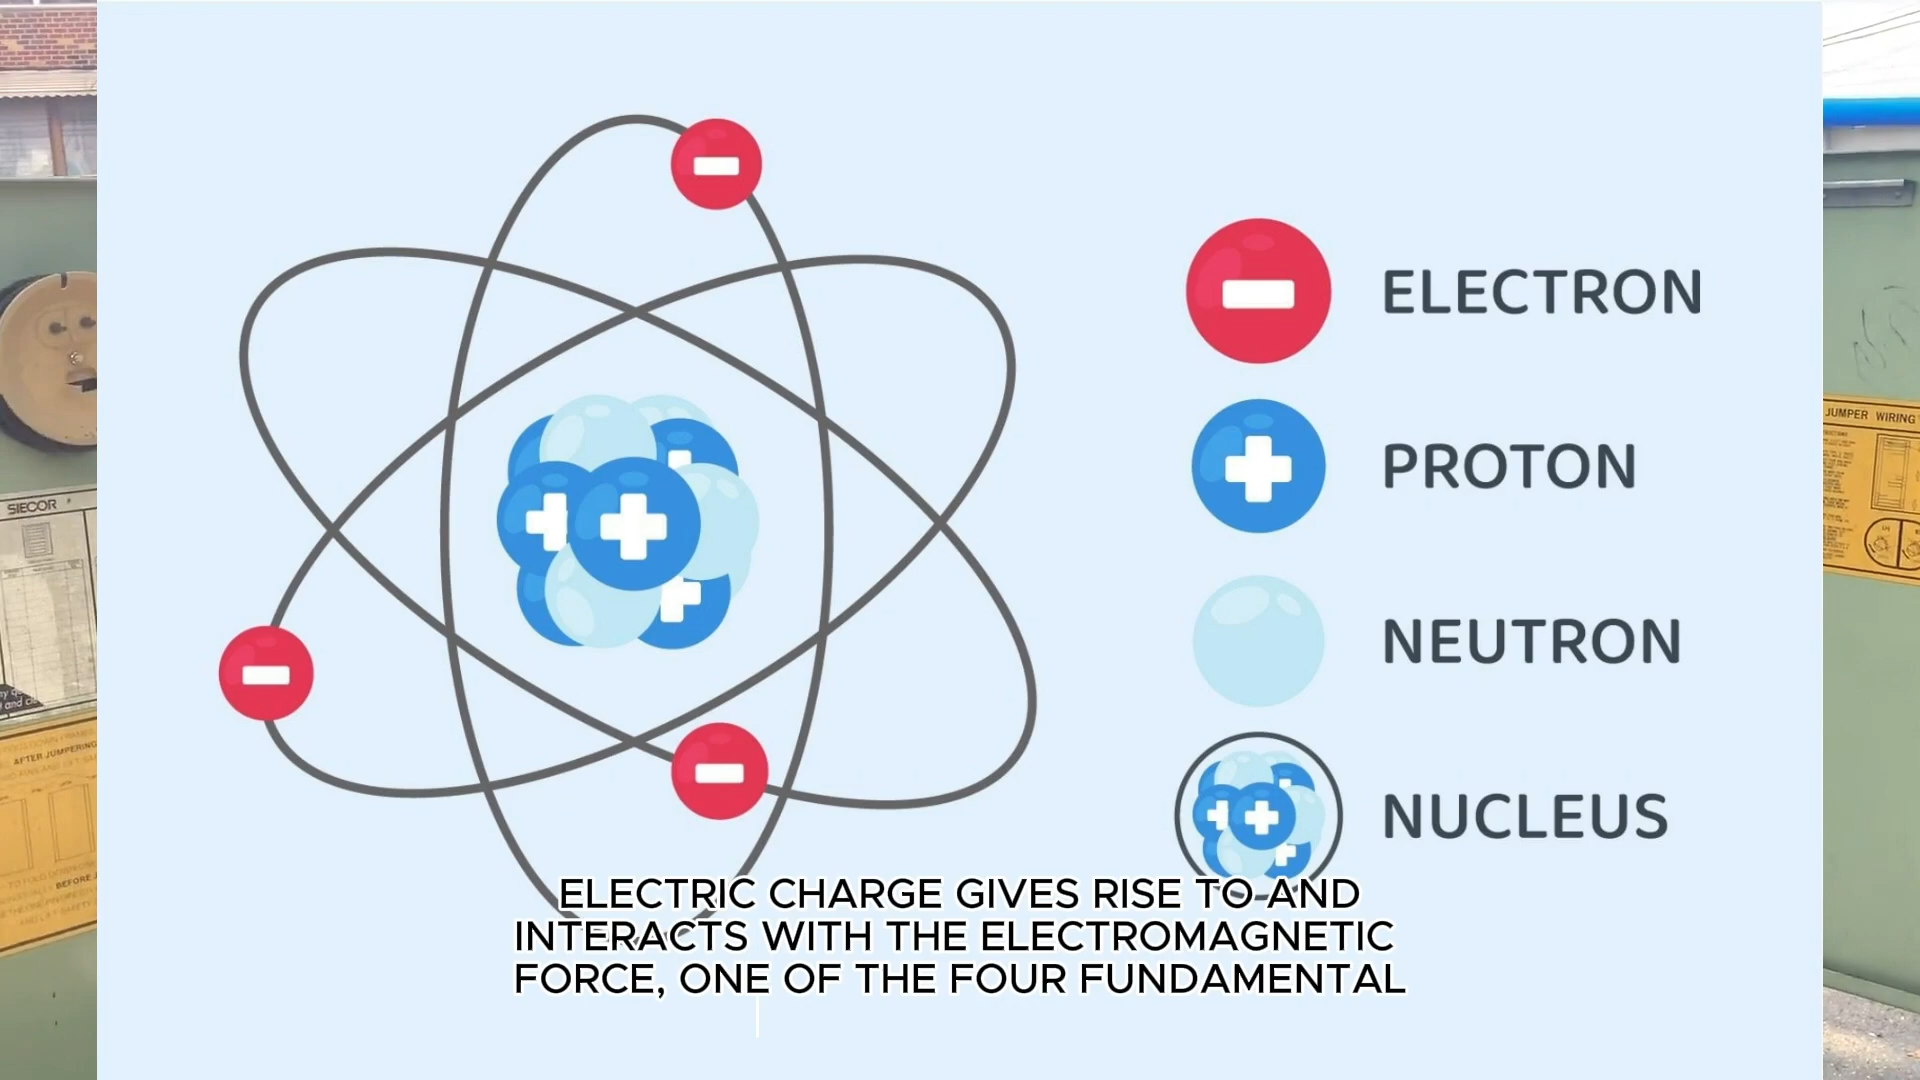 ELECTRON
PROTON
NEUTRON
NUCLEUS
ELECTRIC CHARGE GIVES RISE TO AND
INTERACTS WITH THE ELECTROMAGNETIC
FORCE, ONE OF THE FOUR FUNDAMENTAL
SIECOR
AFTER JUMPERING
BEFORE
JUMPER WIRING